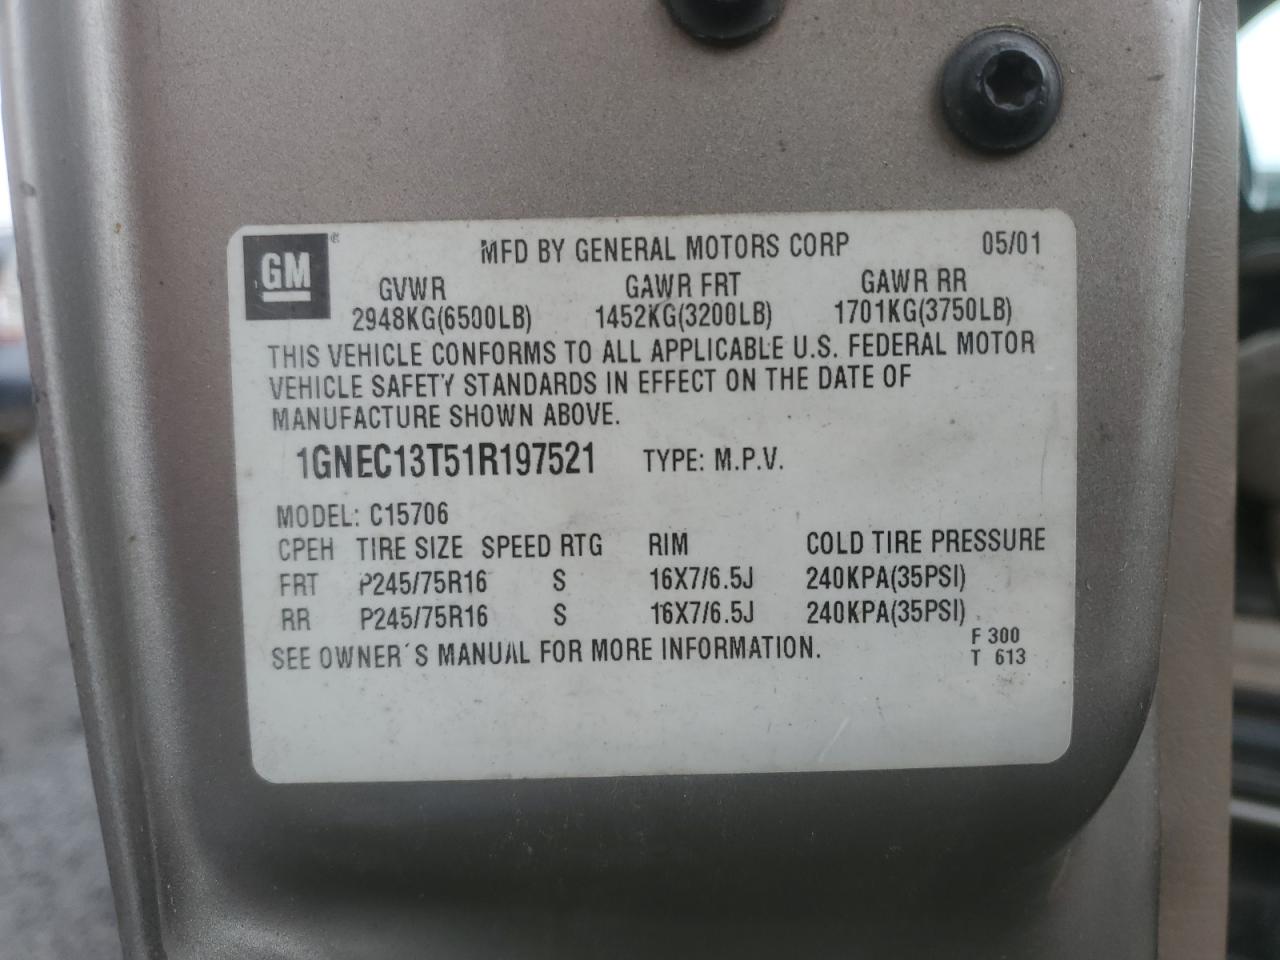 GM ®
MFD BY GENERAL MOTORS CORP 05/01
GVWR GAWR FRT GAWR RR
2948KG(6500LB) 1452KG(3200LB) 1701KG(3750LB)
THIS VEHICLE CONFORMS TO ALL APPLICABLE U.S. FEDERAL MOTOR
VEHICLE SAFETY STANDARDS IN EFFECT ON THE DATE OF
MANUFACTURE SHOWN ABOVE.
1GNEC13T51R197521 TYPE: M.P.V.
MODEL: C15706
CPEH TIRE SIZE SPEED RTG RIM COLD TIRE PRESSURE
FRT P245/75R16 S 16X7/6.5J 240KPA(35PSI)
RR P245/75R16 S 16X7/6.5J 240KPA(35PSI)
SEE OWNER´S MANUAL FOR MORE INFORMATION.
F 300
T 613